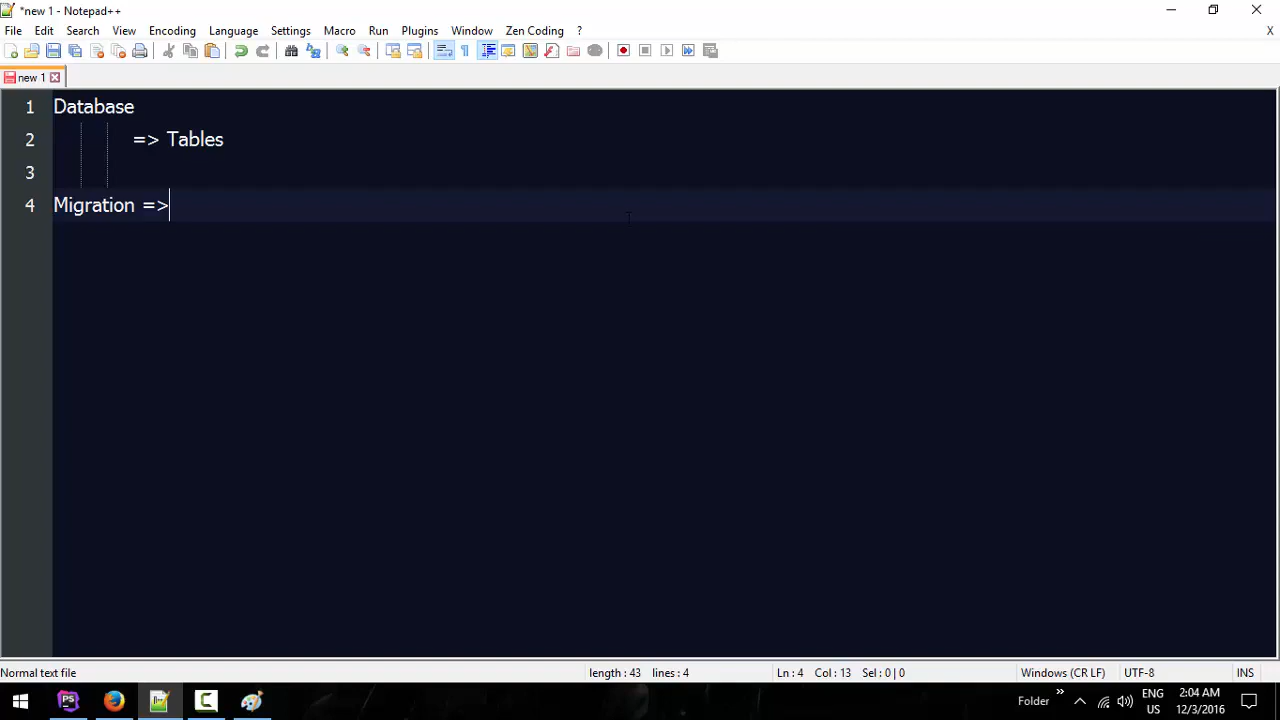 *new 1 - Notepad++
File Edit Search View Encoding Language Settings Macro Run Plugins Window Zen Coding ? X
new 1
1 Database
2 => Tables
3
4 Migration =>
Normal text file length : 43 lines : 4 Ln : 4 Col : 13 Sel : 0 | 0 Windows (CR LF) UTF-8 INS
Folder ENG 2:04 AM
US 12/3/2016